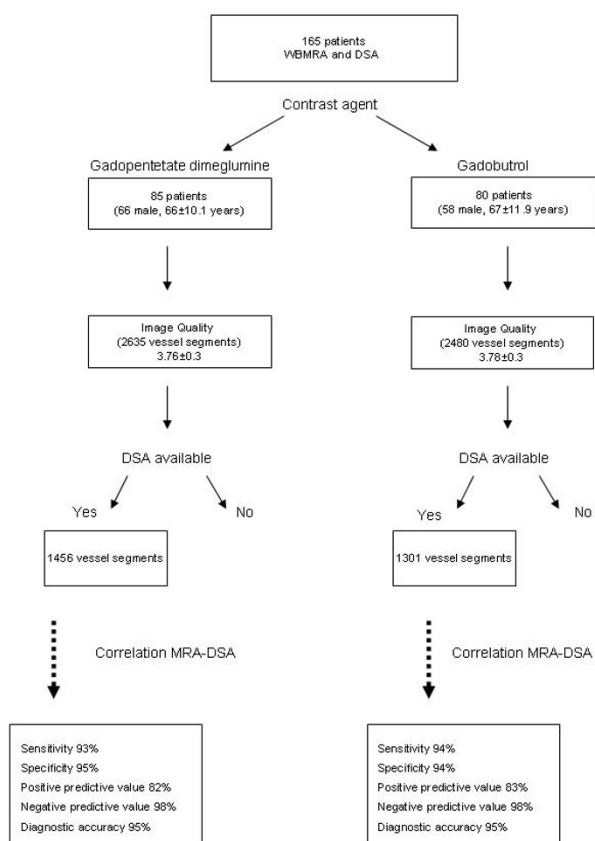 165 patients
WBMRA and DSA
Contrast agent
Gadopentetate dimeglumine
85 patients
(66 male, 66±10.1 years)
Image Quality
(2635 vessel segments)
3.76±0.3
DSA available
Yes
No
1456 vessel segments
Correlation MRA-DSA
Sensitivity 93%
Specificity 95%
Positive predictive value 82%
Negative predictive value 98%
Diagnostic accuracy 95%
Gadobutrol
80 patients
(58 male, 67±11.9 years)
Image Quality
(2480 vessel segments)
3.78±0.3
DSA available
Yes
No
1301 vessel segments
Correlation MRA-DSA
Sensitivity 94%
Specificity 94%
Positive predictive value 83%
Negative predictive value 98%
Diagnostic accuracy 95%